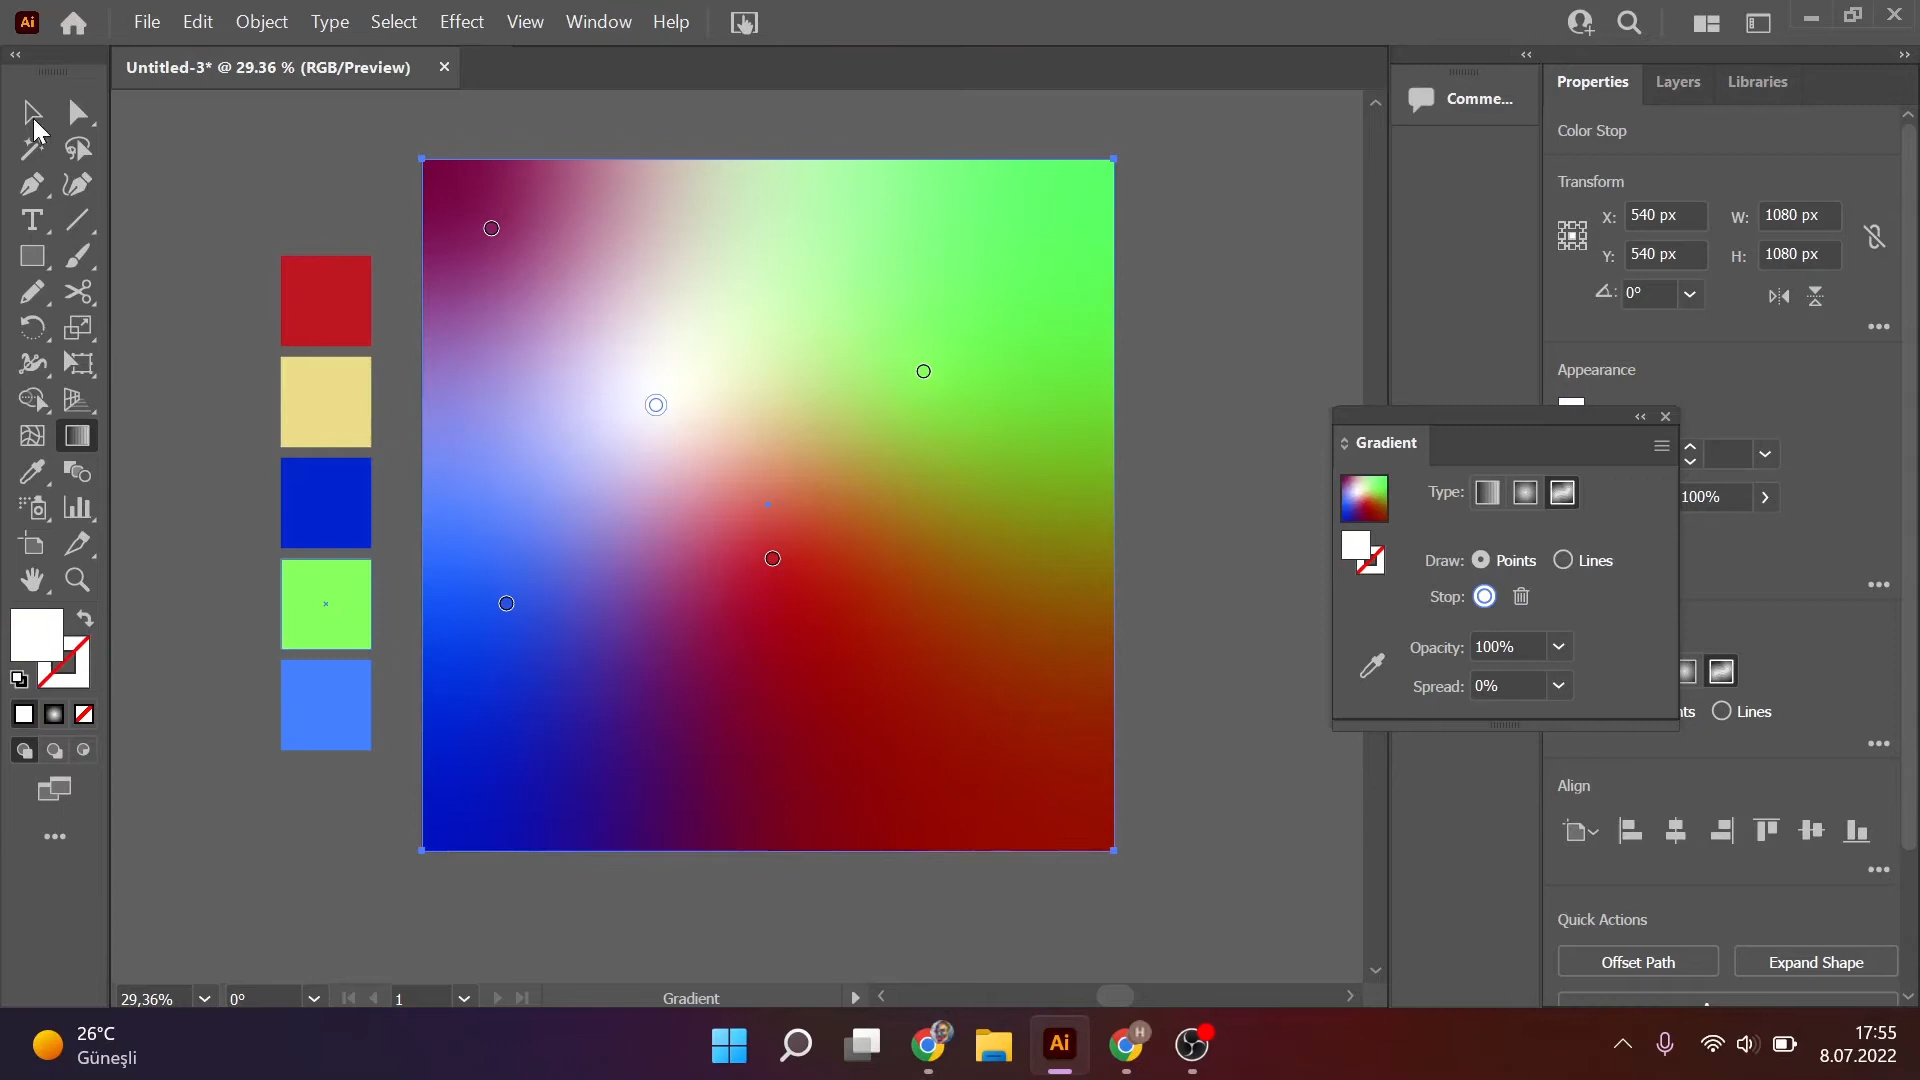 Ai File Edit Object Type Select Effect View Window Help
Untitled-3* @ 29.36 % (RGB/Preview)
Comme...
Properties Layers Libraries
Color Stop
Transform
X: 540 px W: 1080 px
Y: 540 px H: 1080 px
0°
Appearance
100%
Gradient
Type:
Draw: Points Lines
Stop:
Opacity: 100%
Spread: 0%
nts Lines
Align
Quick Actions
Offset Path Expand Shape
29,36% 0° 1 Gradient
26°C
Güneşli
Ai
H
17:55
8.07.2022